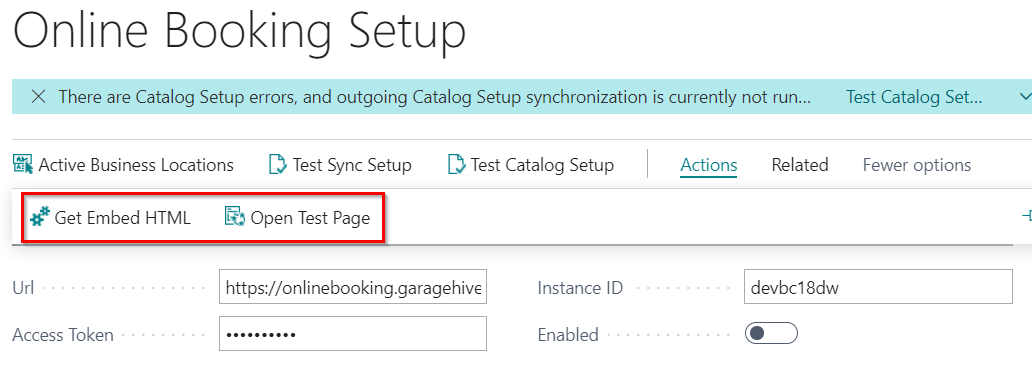 Online Booking Setup
There are Catalog Setup errors, and outgoing Catalog Setup synchronization is currently not run... Test Catalog Set...
Active Business Locations Test Sync Setup Test Catalog Setup Actions Related Fewer options
Get Embed HTML Open Test Page
Url https://onlinebooking.garagehive Instance ID devbc18dw
Access Token •••••••••• Enabled